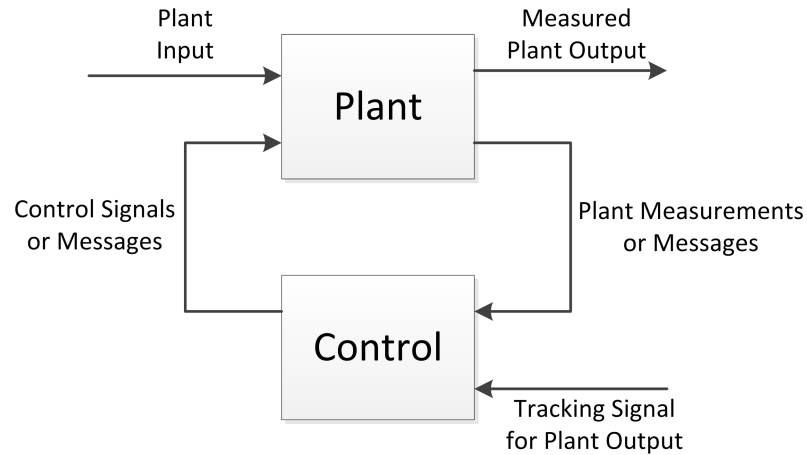 Plant
Input
Measured
Plant Output
Plant
Control Signals
or Messages
Plant Measurements
or Messages
Control
Tracking Signal
for Plant Output